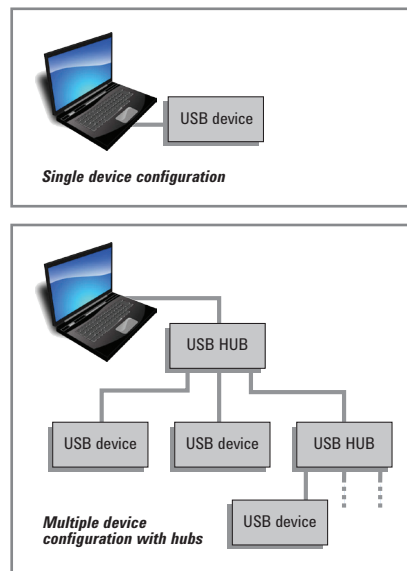 USB device
Single device configuration
USB HUB
USB device
USB device
USB HUB
USB device
Multiple device
configuration with hubs